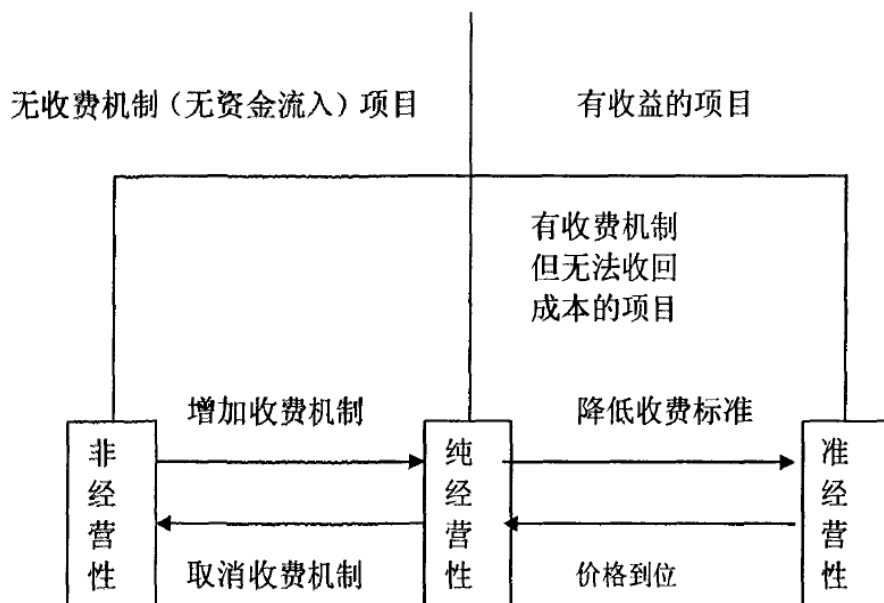 无收费机制（无资金流入）项目
有收益的项目
有收费机制
但无法收回
成本的项目
增加收费机制
降低收费标准
非经营性
纯经营性
准经营性
取消收费机制
价格到位